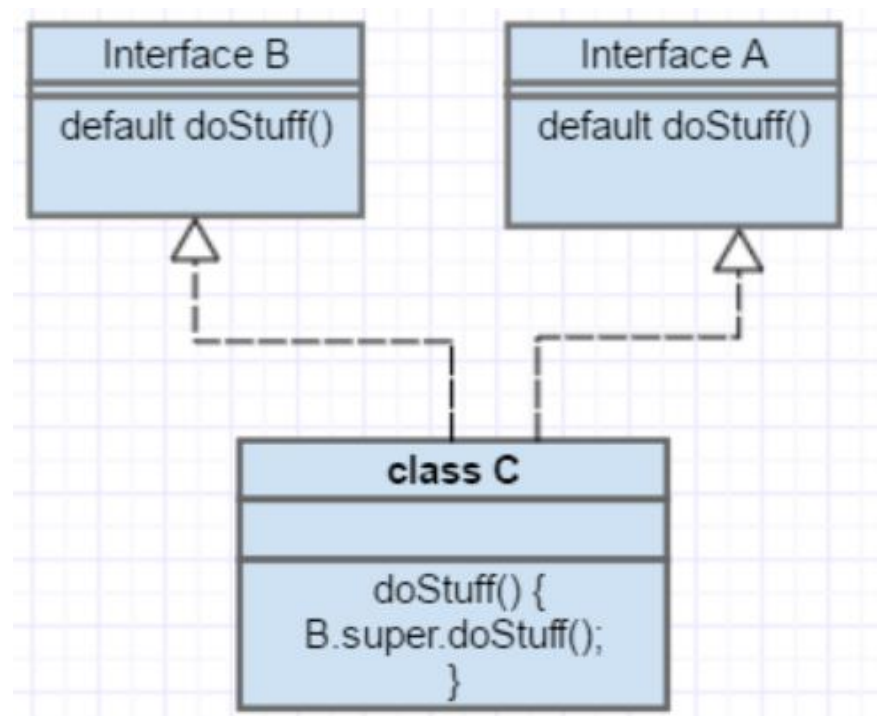 Interface B
default doStuff()
Interface A
default doStuff()
class C
doStuff() {
B.super.doStuff();
}